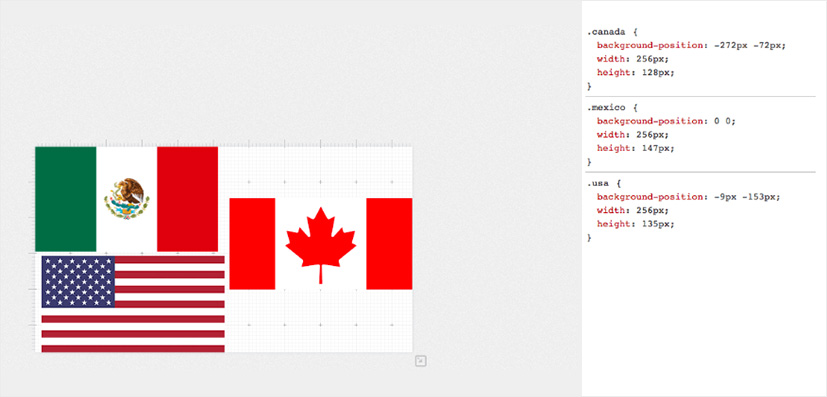 .canada {
background-position: -272px -72px;
width: 256px;
height: 128px;
}
.mexico {
background-position: 0 0;
width: 256px;
height: 147px;
}
.usa {
background-position: -9px -153px;
width: 256px;
height: 135px;
}